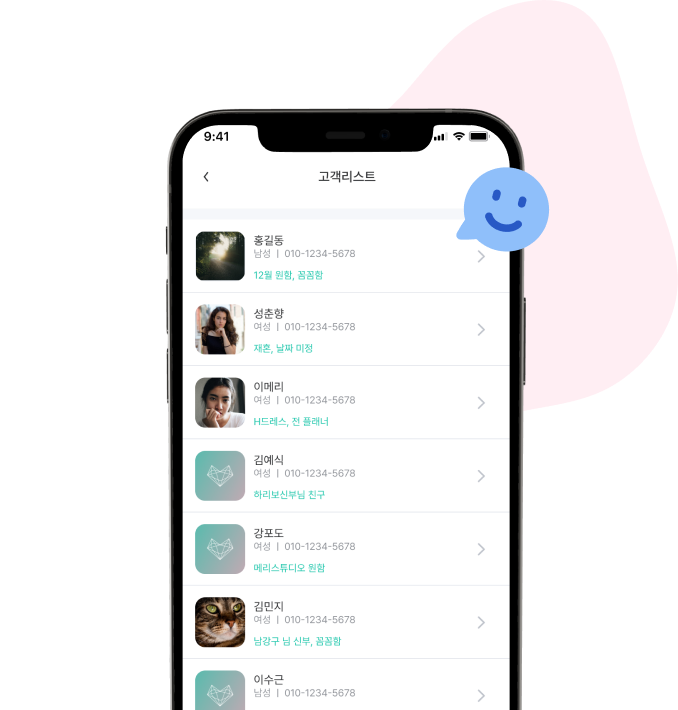 9:41
고객리스트
홍길동
남성 | 010-1234-5678
12월 원함, 꼼꼼함
성춘향
여성 | 010-1234-5678
재혼, 날짜 미정
이메리
여성 | 010-1234-5678
H드레스, 전 플래너
김예식
여성 | 010-1234-5678
하리보신부님 친구
강포도
여성 | 010-1234-5678
메리스튜디오 원함
김민지
여성 | 010-1234-5678
남강구 님 신부, 꼼꼼함
이수근
남성 | 010-1234-5678